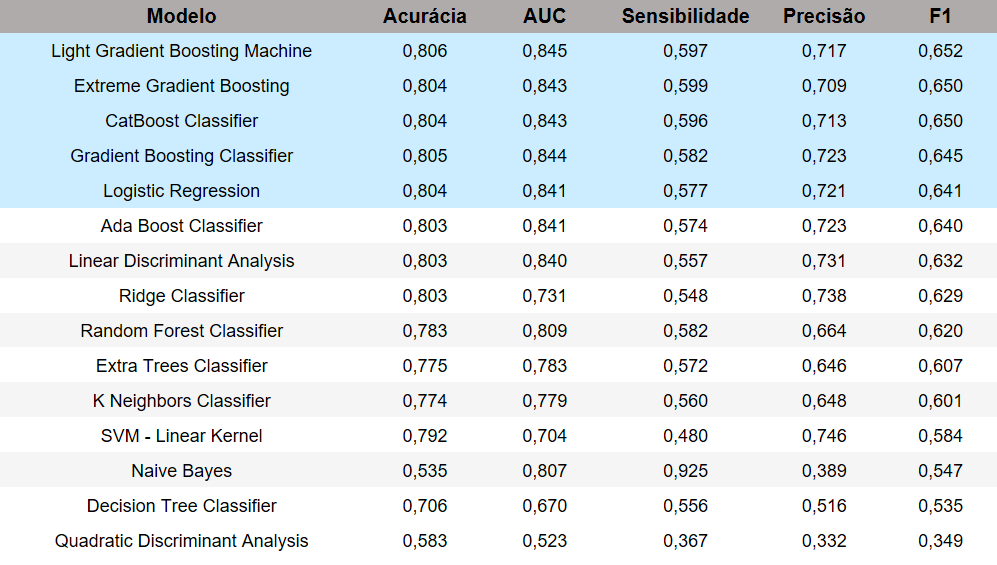 Modelo Acurácia AUC Sensibilidade Precisão F1
Light Gradient Boosting Machine 0,806 0,845 0,597 0,717 0,652
Extreme Gradient Boosting 0,804 0,843 0,599 0,709 0,650
CatBoost Classifier 0,804 0,843 0,596 0,713 0,650
Gradient Boosting Classifier 0,805 0,844 0,582 0,723 0,645
Logistic Regression 0,804 0,841 0,577 0,721 0,641
Ada Boost Classifier 0,803 0,841 0,574 0,723 0,640
Linear Discriminant Analysis 0,803 0,840 0,557 0,731 0,632
Ridge Classifier 0,803 0,731 0,548 0,738 0,629
Random Forest Classifier 0,783 0,809 0,582 0,664 0,620
Extra Trees Classifier 0,775 0,783 0,572 0,646 0,607
K Neighbors Classifier 0,774 0,779 0,560 0,648 0,601
SVM - Linear Kernel 0,792 0,704 0,480 0,746 0,584
Naive Bayes 0,535 0,807 0,925 0,389 0,547
Decision Tree Classifier 0,706 0,670 0,556 0,516 0,535
Quadratic Discriminant Analysis 0,583 0,523 0,367 0,332 0,349